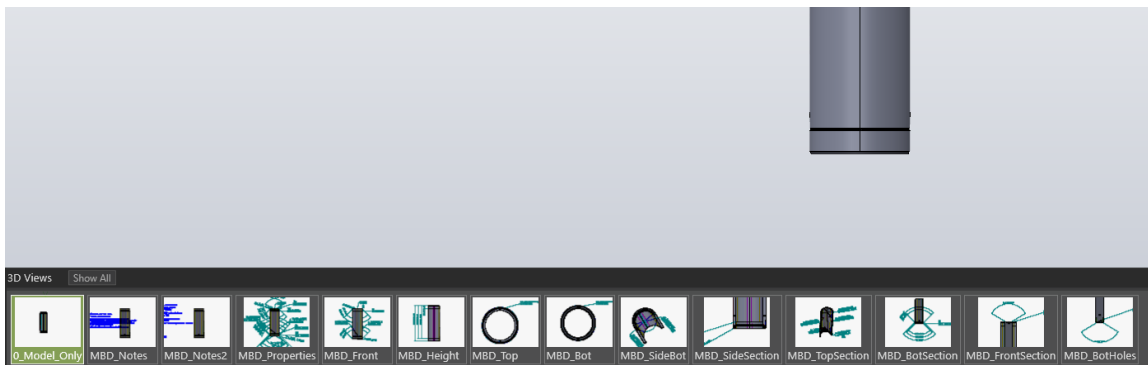 3D Views Show All
0_Model_Only MBD_Notes MBD_Notes2 MBD_Properties MBD_Front MBD_Height MBD_Top MBD_Bot MBD_SideBot MBD_SideSection MBD_TopSection MBD_BotSection MBD_FrontSection MBD_BotHoles